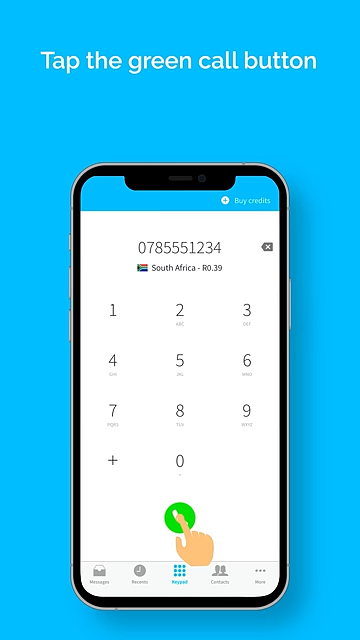 Tap the green call button
Buy credits
0785551234
South Africa - R0.39
1 2 3
ABC DEF
4 5 6
GHI JKL MNO
7 8 9
PQRS TUV WXYZ
+ 0
Messages Recents Keypad Contacts More